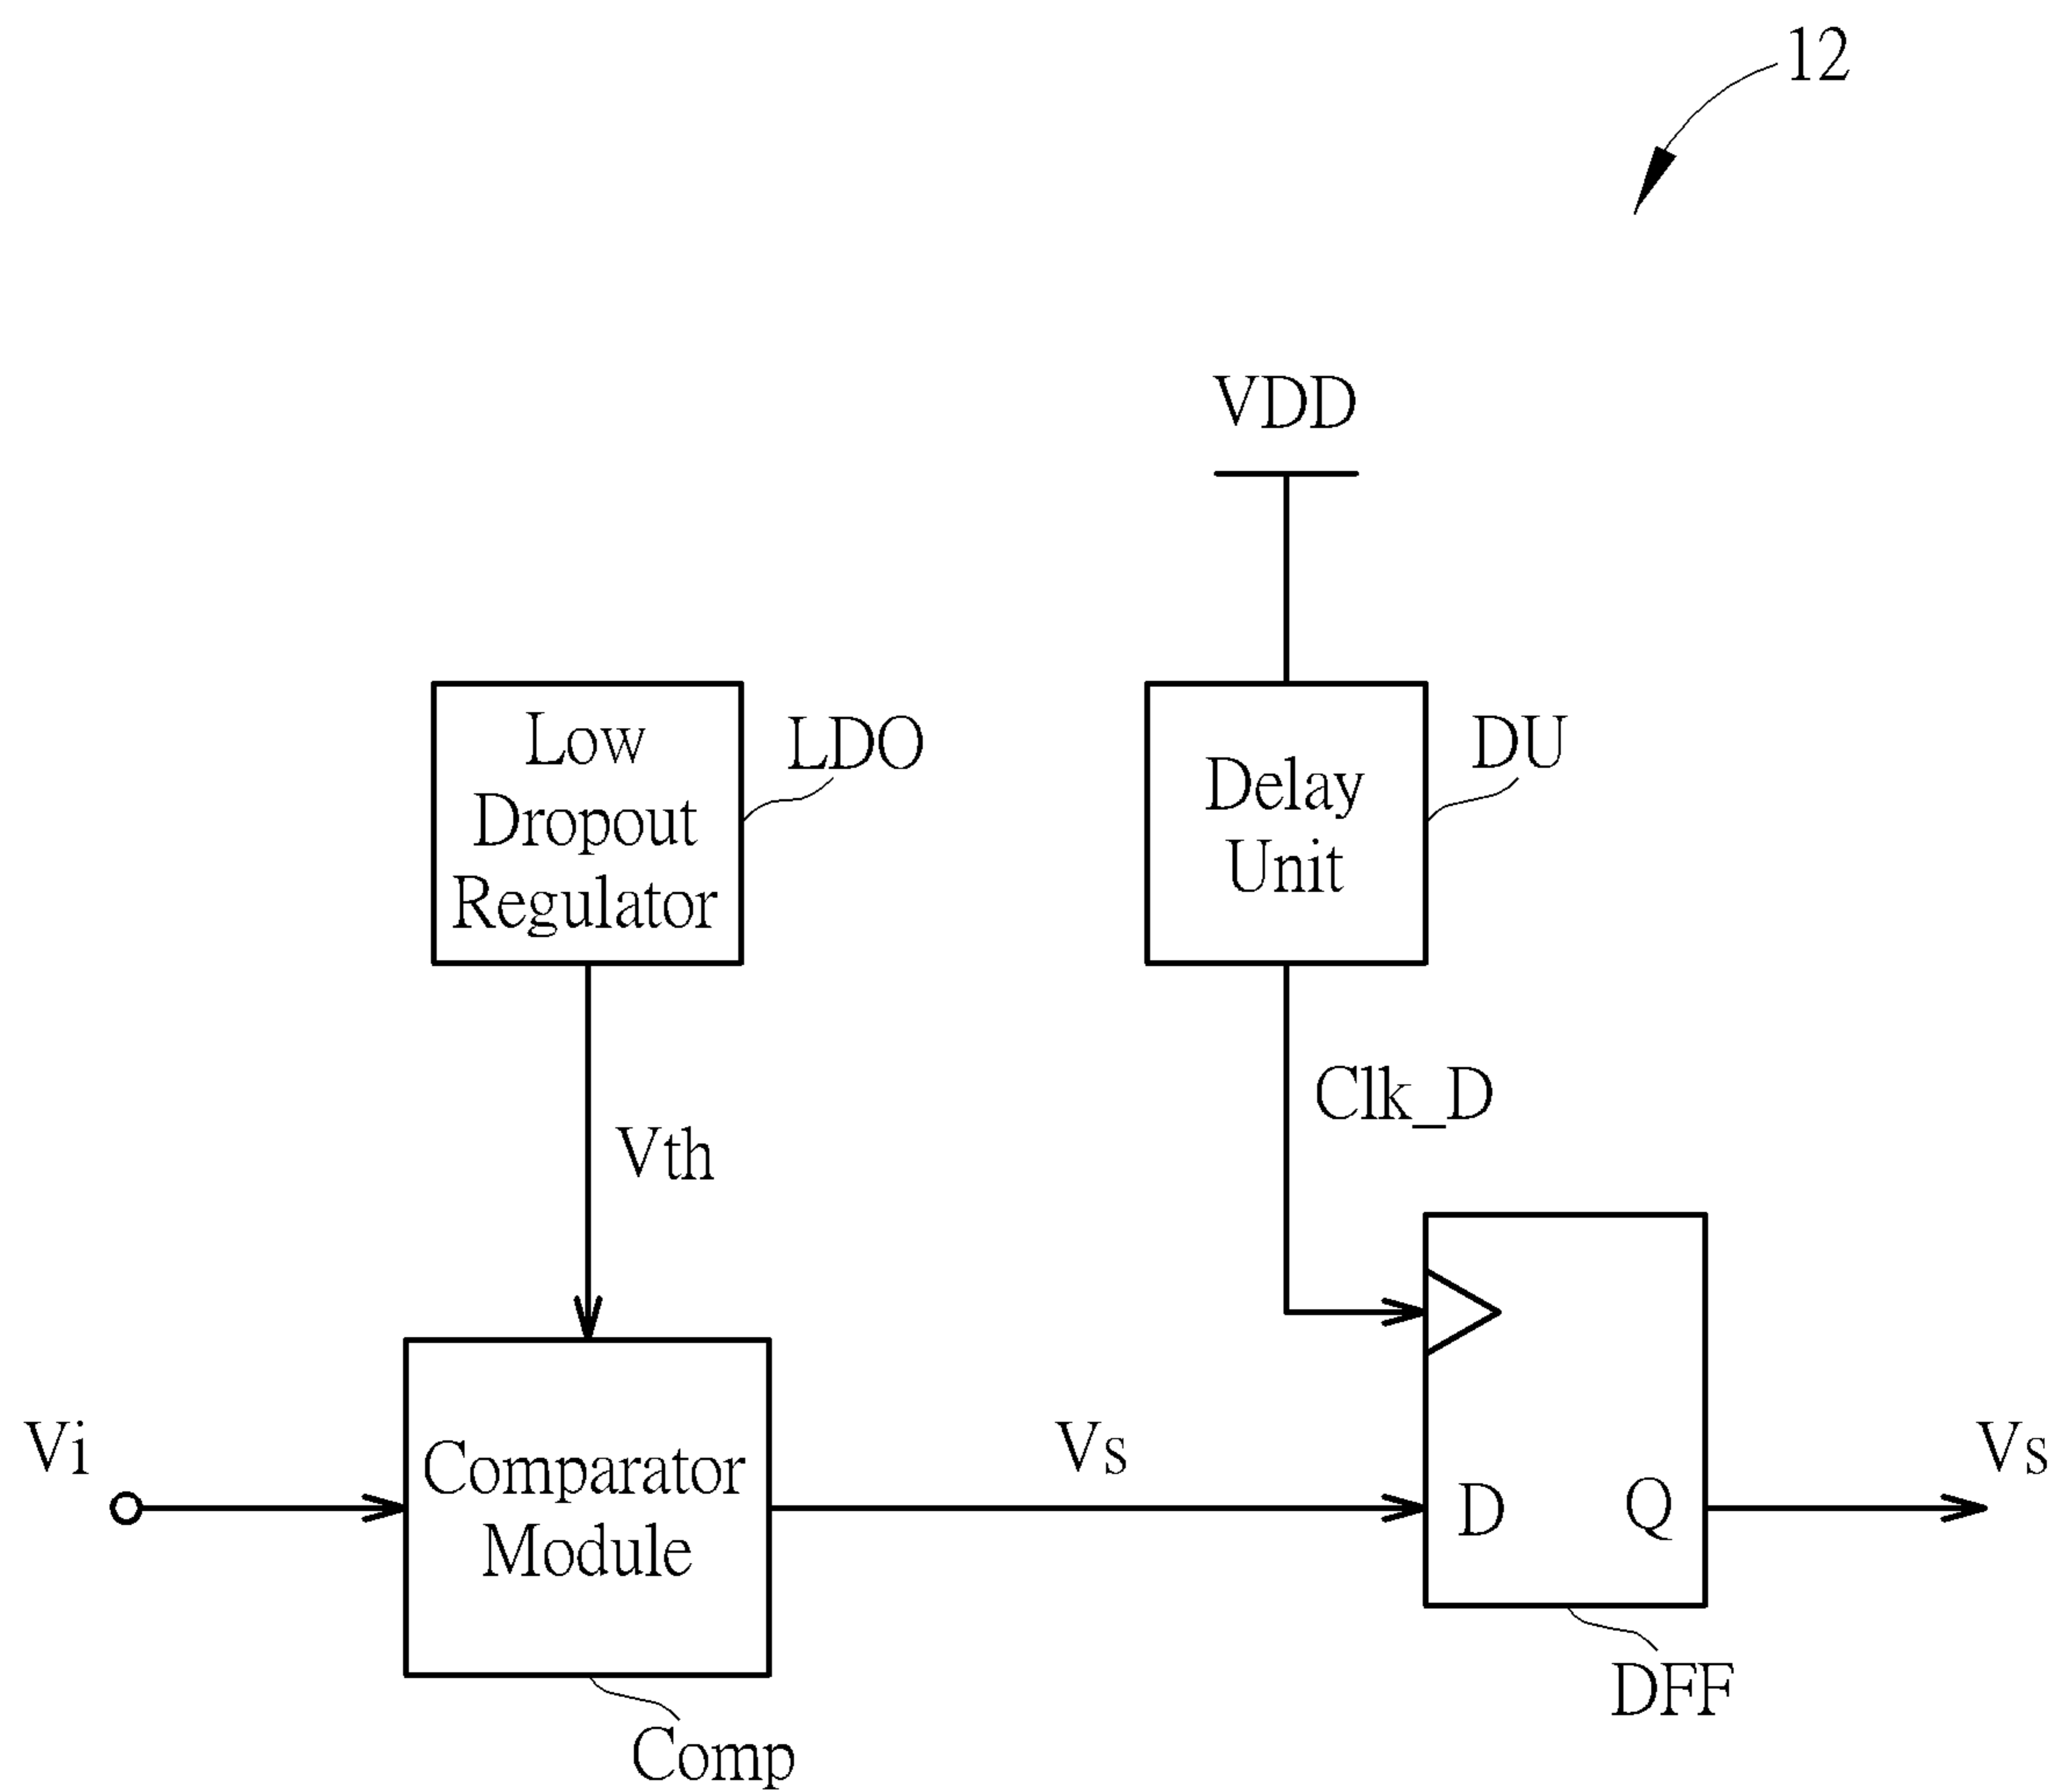 12
VDD
Low
Dropout
Regulator
LDO
Delay
Unit
DU
Clk_D
Vth
Vi
Comparator
Module
Vs
D
Q
Vs
DFF
Comp